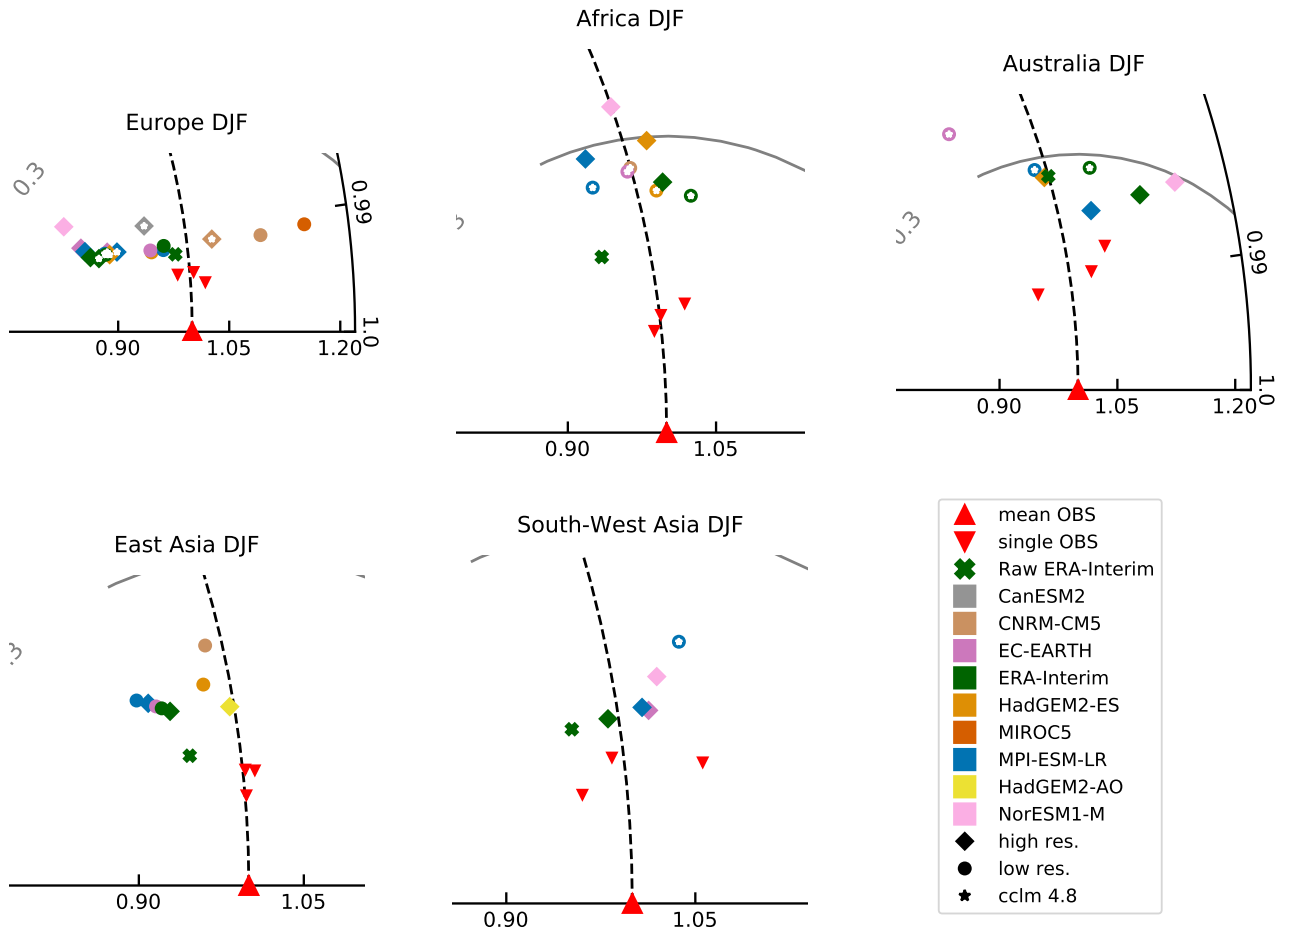 Africa DJF
Europe DJF
Australia DJF
0.3
0.99
1.0
0.90 1.05 1.20
3
0.90 1.05
0.3
0.99
1.0
0.90 1.05 1.20
East Asia DJF
South-West Asia DJF
.3
0.90 1.05
0.90 1.05
mean OBS
single OBS
Raw ERA-Interim
CanESM2
CNRM-CM5
EC-EARTH
ERA-Interim
HadGEM2-ES
MIROC5
MPI-ESM-LR
HadGEM2-AO
NorESM1-M
high res.
low res.
cclm 4.8